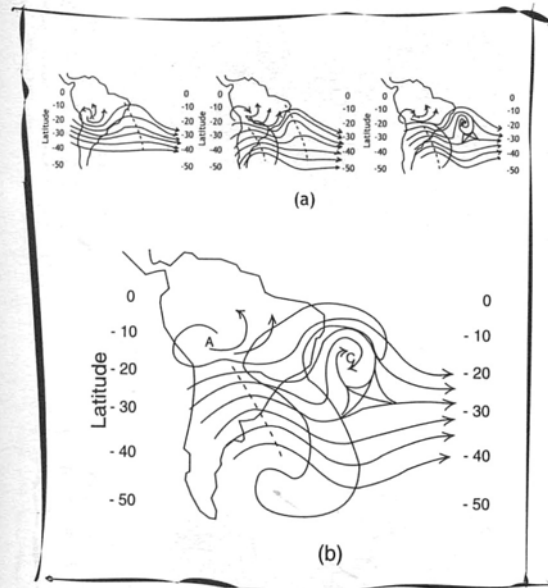 0 0 0 0
-10 -10 -10 -10
-20 -20 -20 -20
Latitude Latitude Latitude
-30 -30 -30 -30
-40 -40 -40 -40
-50 -50 -50 -50
(a)
0 0
- 10 - 10
A C
- 20 - 20
Latitude
- 30 - 30
- 40 - 40
- 50 - 50
(b)